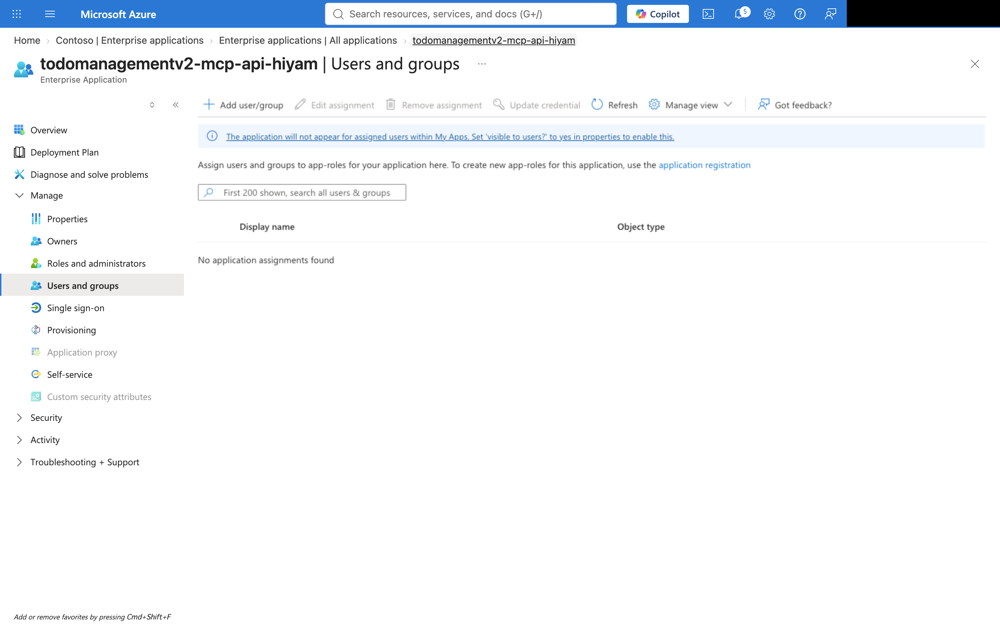 Microsoft Azure
Search resources, services, and docs (G+/)
Copilot
5
Home > Contoso | Enterprise applications > Enterprise applications | All applications > todomanagementv2-mcp-api-hiyam
todomanagementv2-mcp-api-hiyam | Users and groups ...
Enterprise Application
Add user/group
Edit assignment
Remove assignment
Update credential
Refresh
Manage view
Got feedback?
Overview
Deployment Plan
Diagnose and solve problems
Manage
Properties
Owners
Roles and administrators
Users and groups
Single sign-on
Provisioning
Application proxy
Self-service
Custom security attributes
Security
Activity
Troubleshooting + Support
The application will not appear for assigned users within My Apps. Set 'visible to users?' to yes in properties to enable this.
Assign users and groups to app-roles for your application here. To create new app-roles for this application, use the application registration
First 200 shown, search all users & groups
Display name
Object type
No application assignments found
Add or remove favorites by pressing Cmd+Shift+F